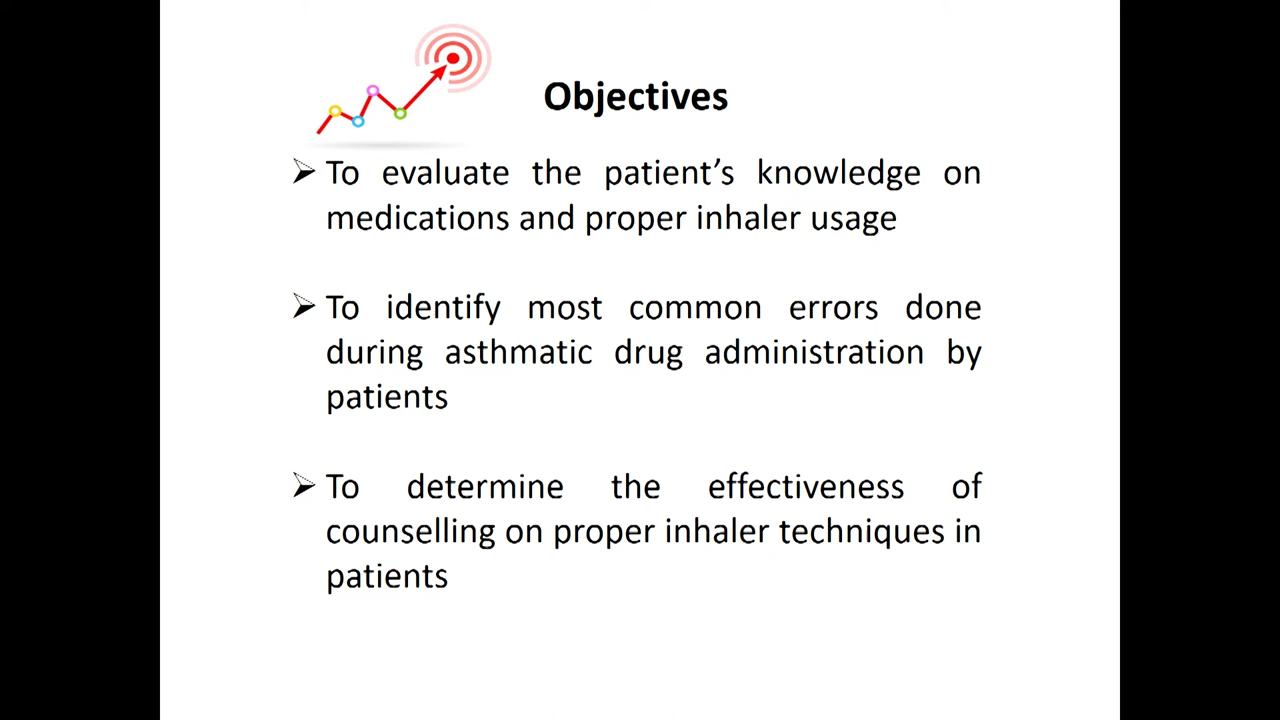 Objectives
➢ To evaluate the patient’s knowledge on
medications and proper inhaler usage
➢ To identify most common errors done
during asthmatic drug administration by
patients
➢ To determine the effectiveness of
counselling on proper inhaler techniques in
patients